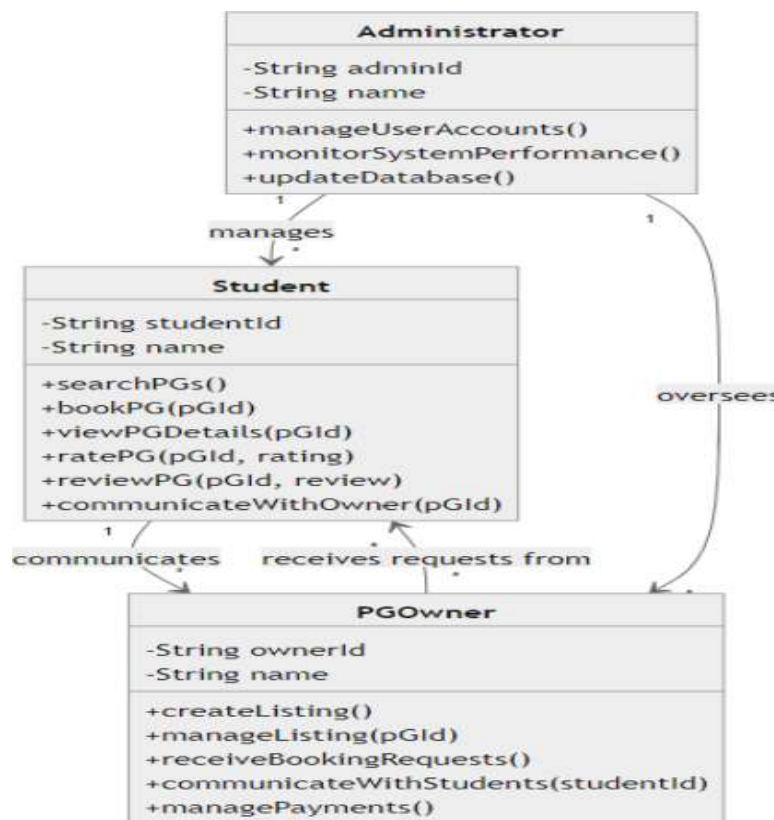 Administrator
-String adminId
-String name
+manageUserAccounts()
+monitorSystemPerformance()
+updateDatabase()
1
1
manages
*
Student
-String studentId
-String name
+searchPGs()
+bookPG(pGId)
+viewPGDetails(pGId)
+ratePG(pGId, rating)
+reviewPG(pGId, review)
+communicateWithOwner(pGId)
oversees
1
*
communicates
receives requests from
*
*
*
PGOwner
-String ownerId
-String name
+createListing()
+manageListing(pGId)
+receiveBookingRequests()
+communicateWithStudents(studentId)
+managePayments()